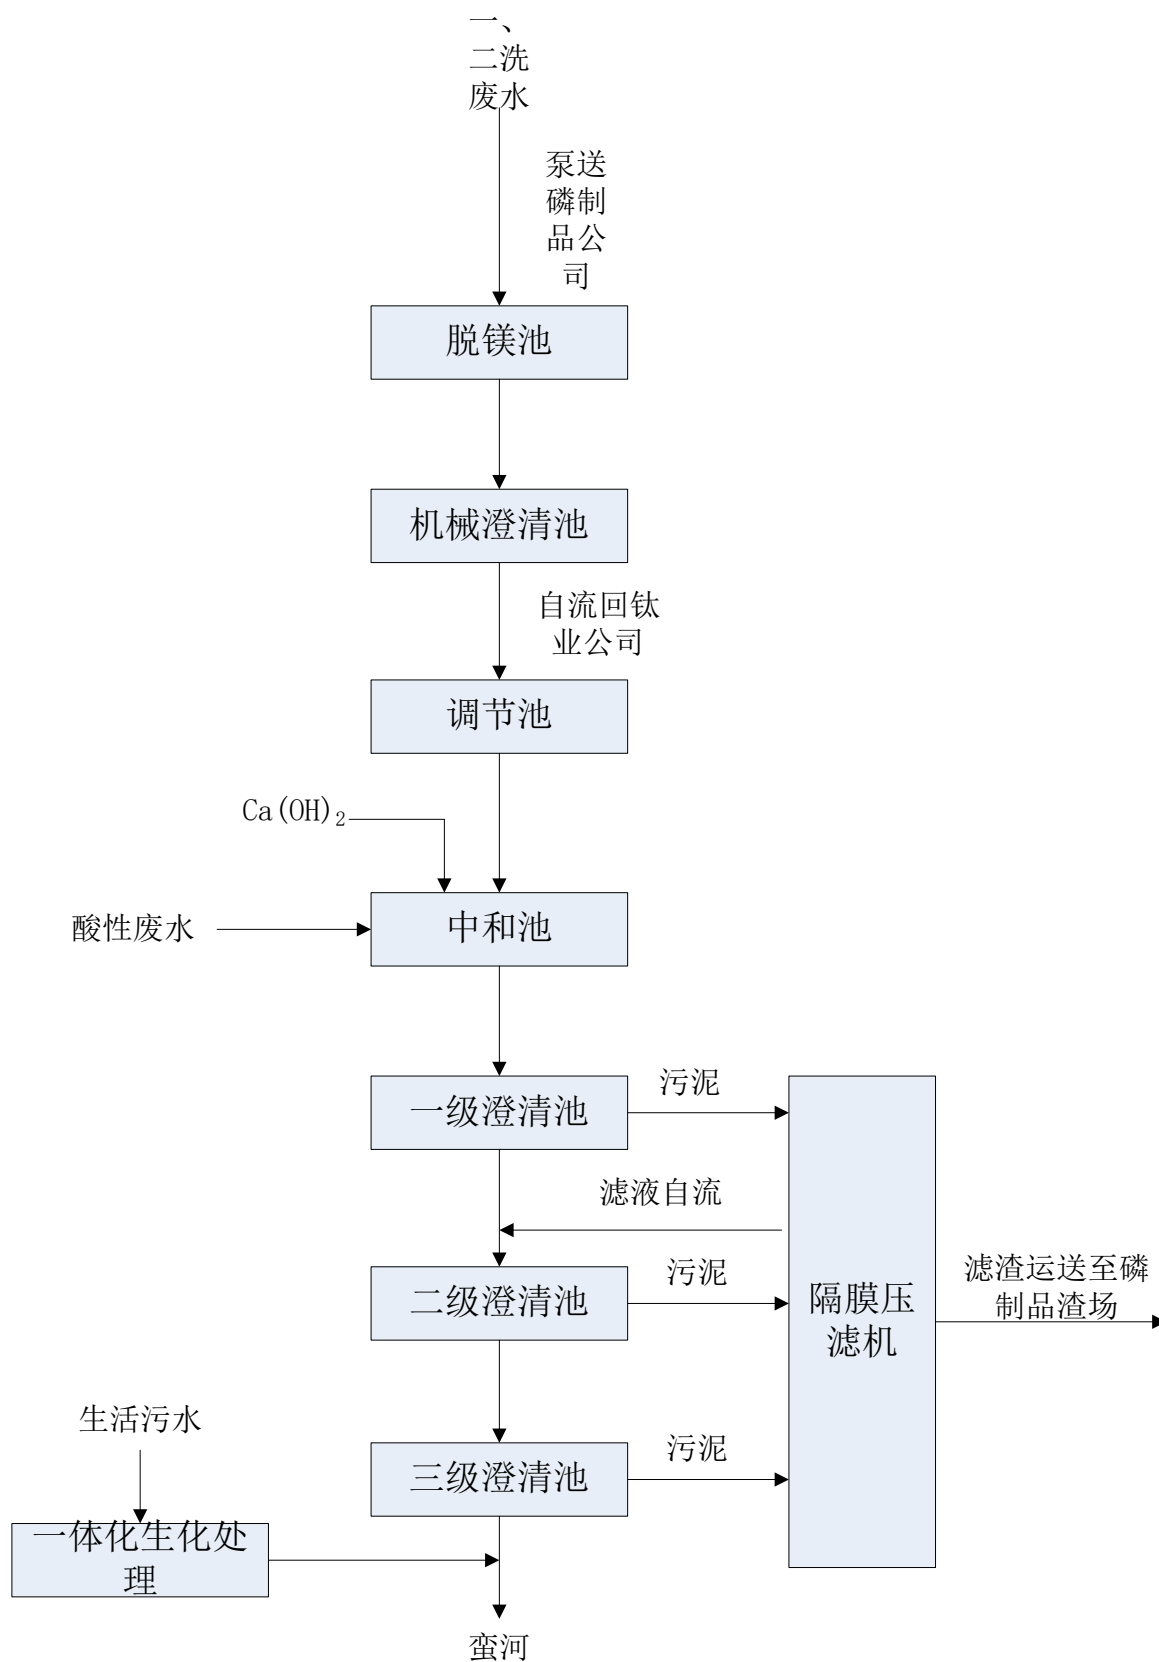 一、
二洗
废水
泵送
磷制
品公
司
脱镁池
机械澄清池
自流回钛
业公司
调节池
Ca(OH)₂
酸性废水
中和池
一级澄清池
污泥
滤液自流
二级澄清池
污泥
隔膜压
滤机
滤渣运送至磷
制品渣场
生活污水
三级澄清池
污泥
一体化生化处
理
蛮河